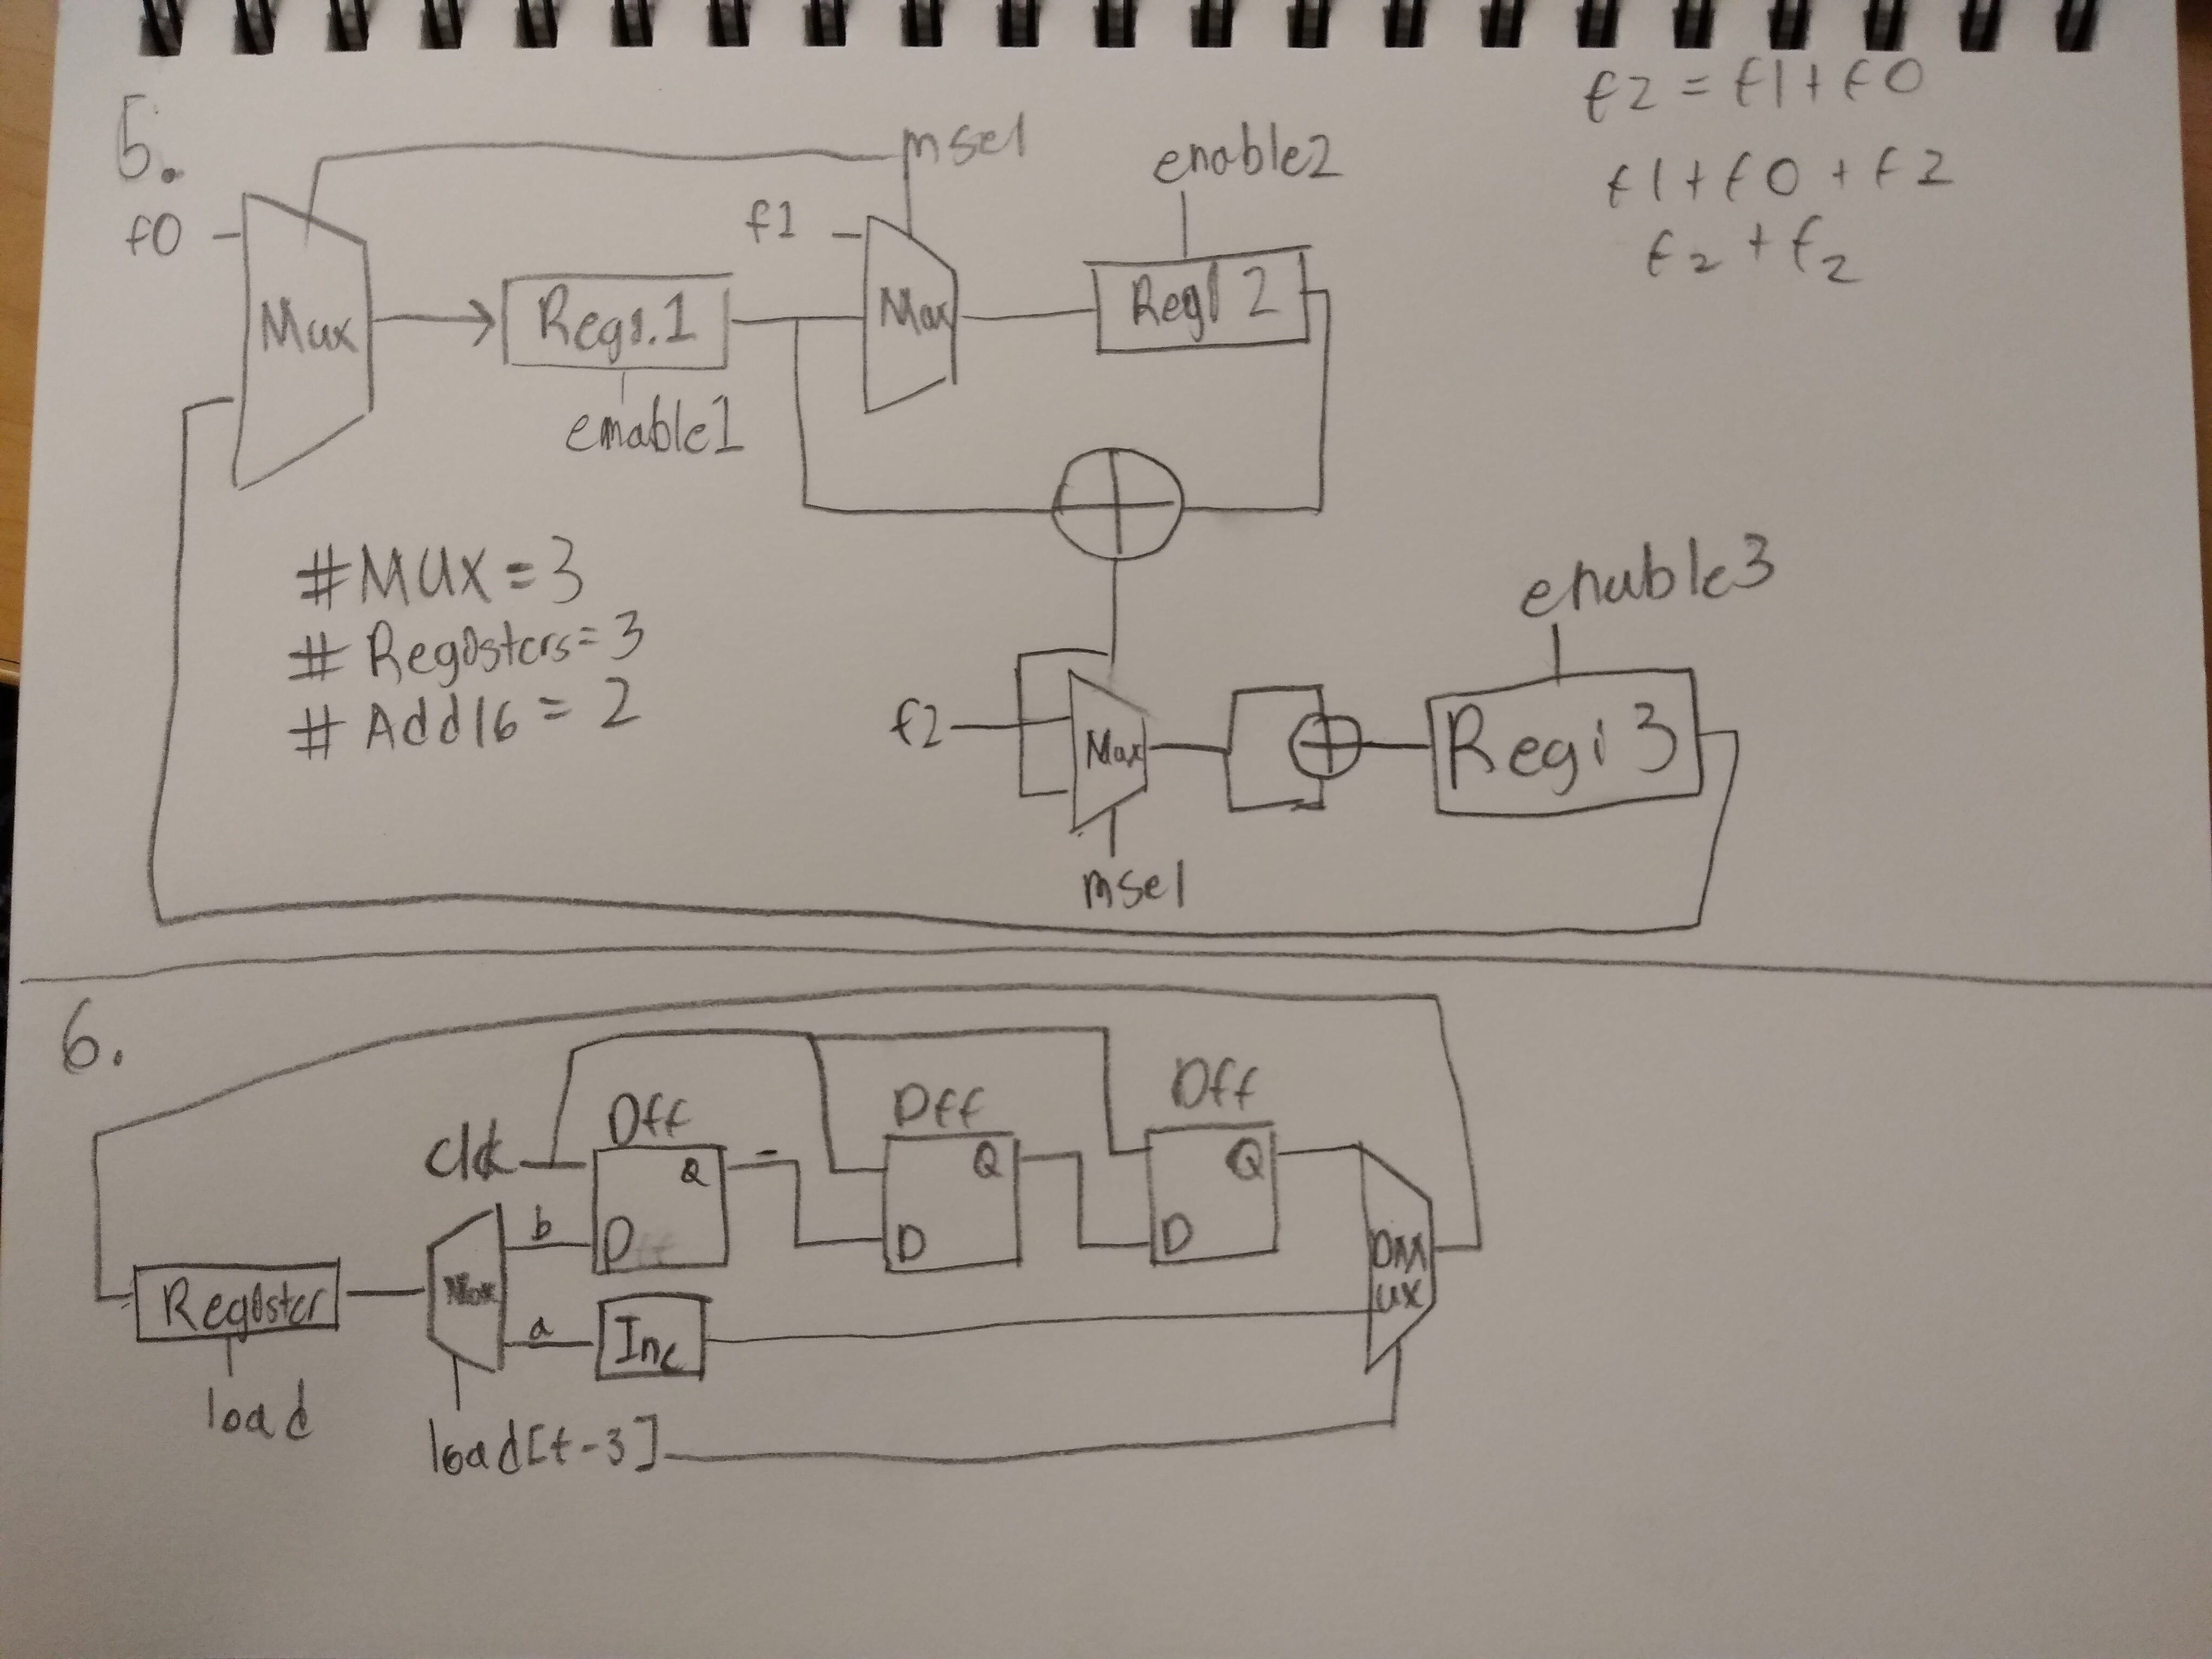 5.
f2 = f1 + f0
f1 + f0 + f2
f2 + f2
msel
enable2
f0
f1
Mux
Regi.1
Mux
Regi 2
enable1
#MUX = 3
# Registers = 3
# Add16 = 2
enable3
f2
Mux
Regi 3
msel
6.
Dff
Dff
Dff
clk
Q
Q
Q
b
D
D
D
Register
Mux
a
Inc
DMUX
load
load[t-3]